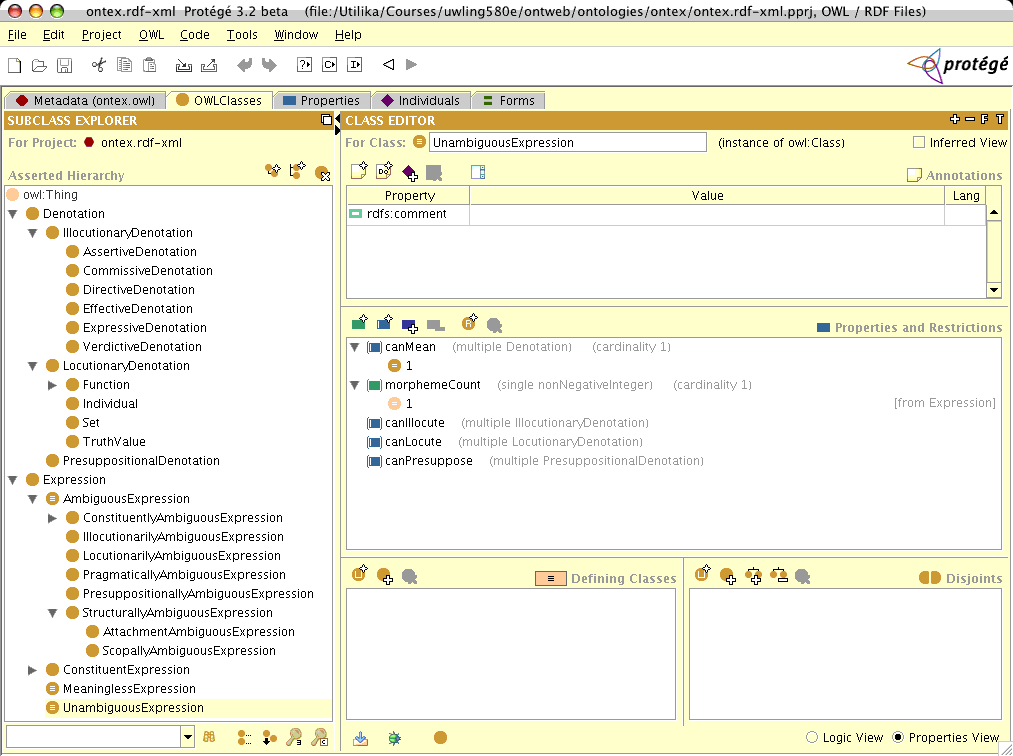 ontex.rdf-xml  Protégé 3.2 beta   (file:/Utilika/Courses/uwling580e/ontweb/ontologies/ontex/ontex.rdf-xml.pprj, OWL / RDF Files)
File Edit Project OWL Code Tools Window Help
protégé
Metadata (ontex.owl) OWLClasses Properties Individuals Forms
SUBCLASS EXPLORER
For Project: ontex.rdf-xml
Asserted Hierarchy
owl:Thing
Denotation
IllocutionaryDenotation
AssertiveDenotation
CommissiveDenotation
DirectiveDenotation
EffectiveDenotation
ExpressiveDenotation
VerdictiveDenotation
LocutionaryDenotation
Function
Individual
Set
TruthValue
PresuppositionalDenotation
Expression
AmbiguousExpression
ConstituentlyAmbiguousExpression
IllocutionarilyAmbiguousExpression
LocutionarilyAmbiguousExpression
PragmaticallyAmbiguousExpression
PresuppositionallyAmbiguousExpression
StructurallyAmbiguousExpression
AttachmentAmbiguousExpression
ScopallyAmbiguousExpression
ConstituentExpression
MeaninglessExpression
UnambiguousExpression
CLASS EDITOR
F T
For Class: UnambiguousExpression (instance of owl:Class) Inferred View
Annotations
Property Value Lang
rdfs:comment
Properties and Restrictions
canMean (multiple Denotation) (cardinality 1)
1
morphemeCount (single nonNegativeInteger) (cardinality 1)
1 [from Expression]
canIllocute (multiple IllocutionaryDenotation)
canLocute (multiple LocutionaryDenotation)
canPresuppose (multiple PresuppositionalDenotation)
Defining Classes
Disjoints
Logic View Properties View